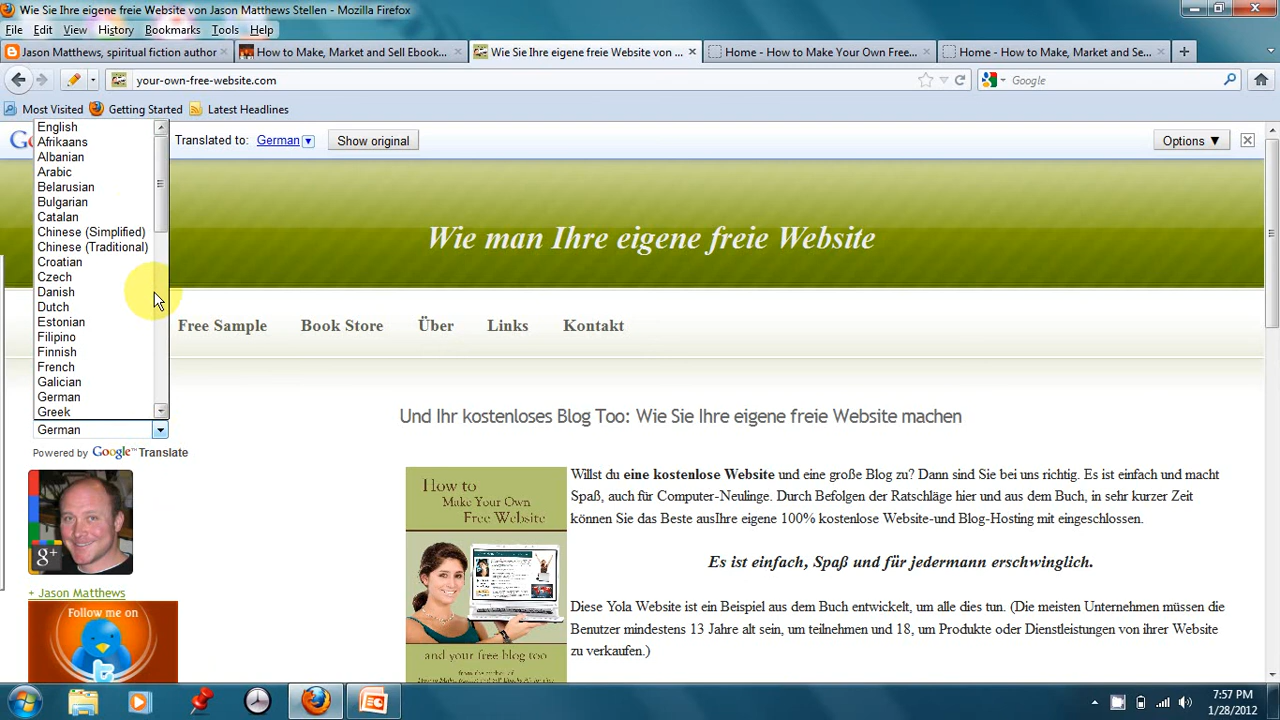 Wie Sie Ihre eigene freie Website von Jason Matthews Stellen - Mozilla Firefox
File Edit View History Bookmarks Tools Help
Jason Matthews, spiritual fiction author
How to Make, Market and Sell Ebook...
Wie Sie Ihre eigene freie Website von ...
Home - How to Make Your Own Free...
Home - How to Make, Market and Se...
your-own-free-website.com
Google
Most Visited Getting Started Latest Headlines
Translated to: German Show original Options ▼
English
Afrikaans
Albanian
Arabic
Belarusian
Bulgarian
Catalan
Chinese (Simplified)
Chinese (Traditional)
Croatian
Czech
Danish
Dutch
Estonian
Filipino
Finnish
French
Galician
German
Greek
German
Powered by Google™ Translate
g+
+ Jason Matthews
Follow me on
Wie man Ihre eigene freie Website
Free Sample Book Store Über Links Kontakt
Und Ihr kostenloses Blog Too: Wie Sie Ihre eigene freie Website machen
How to
Make Your Own
Free Website
and your free blog too
Willst du eine kostenlose Website und eine große Blog zu? Dann sind Sie bei uns richtig. Es ist einfach und macht
Spaß, auch für Computer-Neulinge. Durch Befolgen der Ratschläge hier und aus dem Buch, in sehr kurzer Zeit
können Sie das Beste ausIhre eigene 100% kostenlose Website-und Blog-Hosting mit eingeschlossen.
Es ist einfach, Spaß und für jedermann erschwinglich.
Diese Yola Website ist ein Beispiel aus dem Buch entwickelt, um alle dies tun. (Die meisten Unternehmen müssen die
Benutzer mindestens 13 Jahre alt sein, um teilnehmen und 18, um Produkte oder Dienstleistungen von ihrer Website
zu verkaufen.)
7:57 PM
1/28/2012